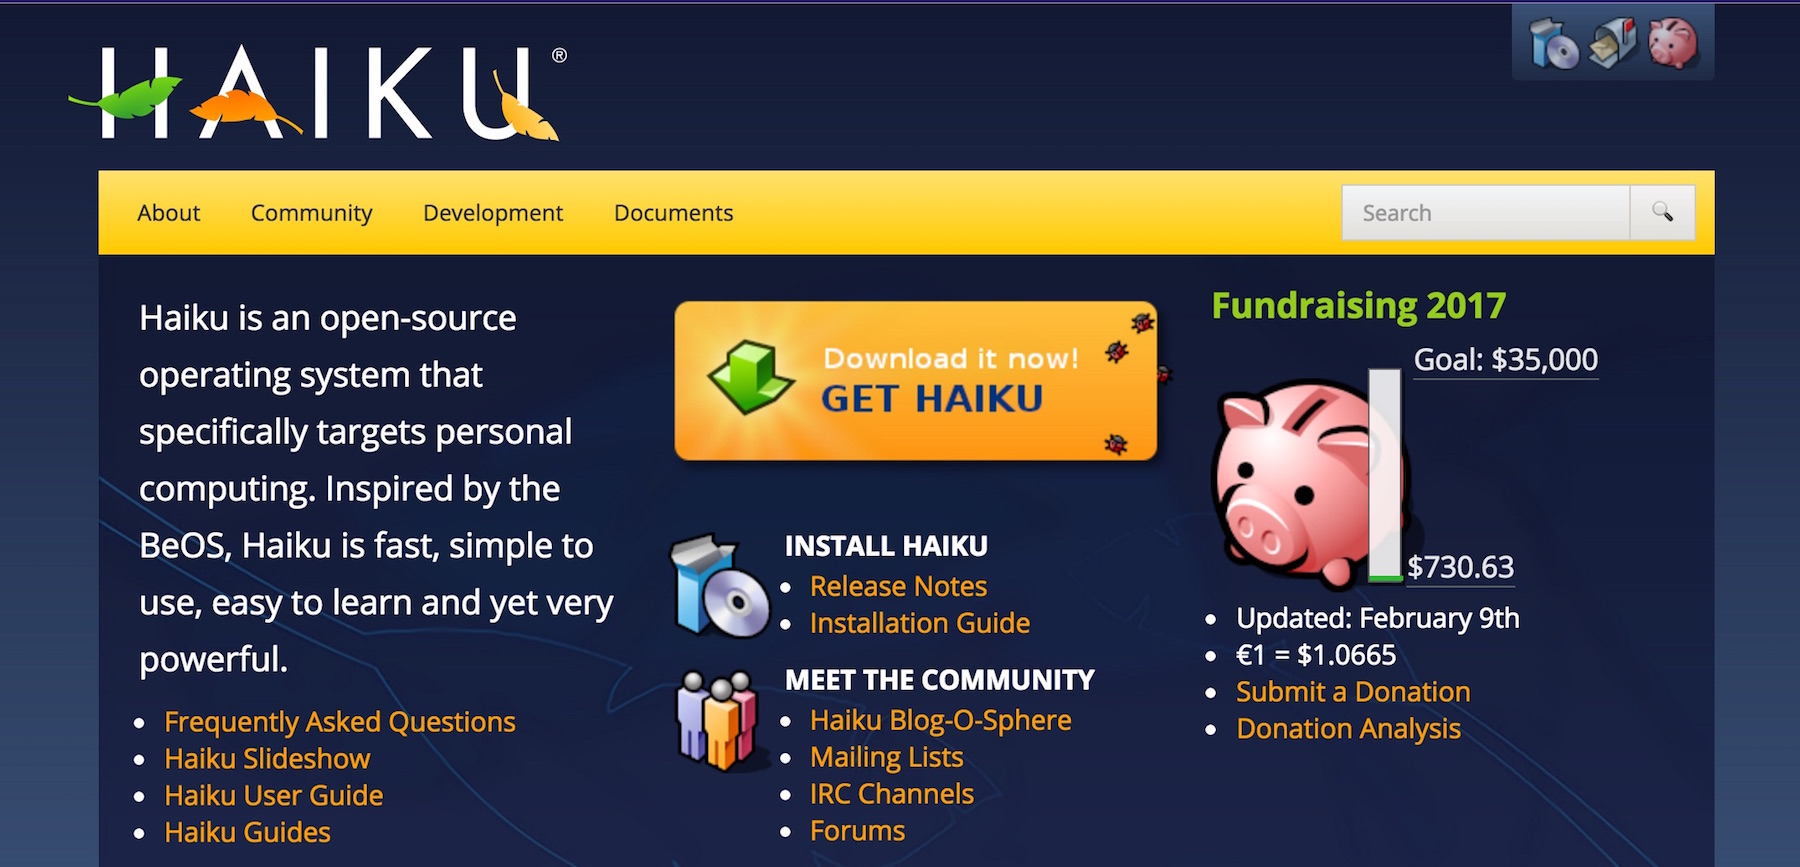 HAIKU®
About Community Development Documents Search
Haiku is an open-source
operating system that
specifically targets personal
computing. Inspired by the
BeOS, Haiku is fast, simple to
use, easy to learn and yet very
powerful.
Frequently Asked Questions
Haiku Slideshow
Haiku User Guide
Haiku Guides
Download it now!
GET HAIKU
INSTALL HAIKU
Release Notes
Installation Guide
MEET THE COMMUNITY
Haiku Blog-O-Sphere
Mailing Lists
IRC Channels
Forums
Fundraising 2017
Goal: $35,000
$730.63
Updated: February 9th
€1 = $1.0665
Submit a Donation
Donation Analysis